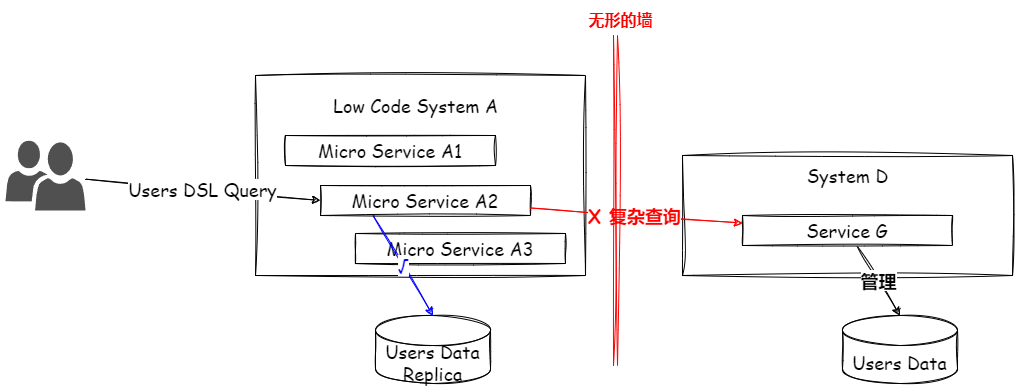 无形的墙
Low Code System A
Micro Service A1
Users DSL Query
Micro Service A2
X 复杂查询
System D
Service G
Micro Service A3
√
管理
Users Data
Replica
Users Data